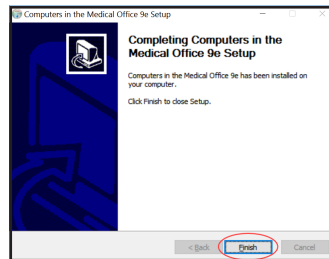 Computers in the Medical Office 9e Setup
Completing Computers in the
Medical Office 9e Setup
Computers in the Medical Office 9e has been installed on
your computer.
Click Finish to close Setup.
< Back
Finish
Cancel